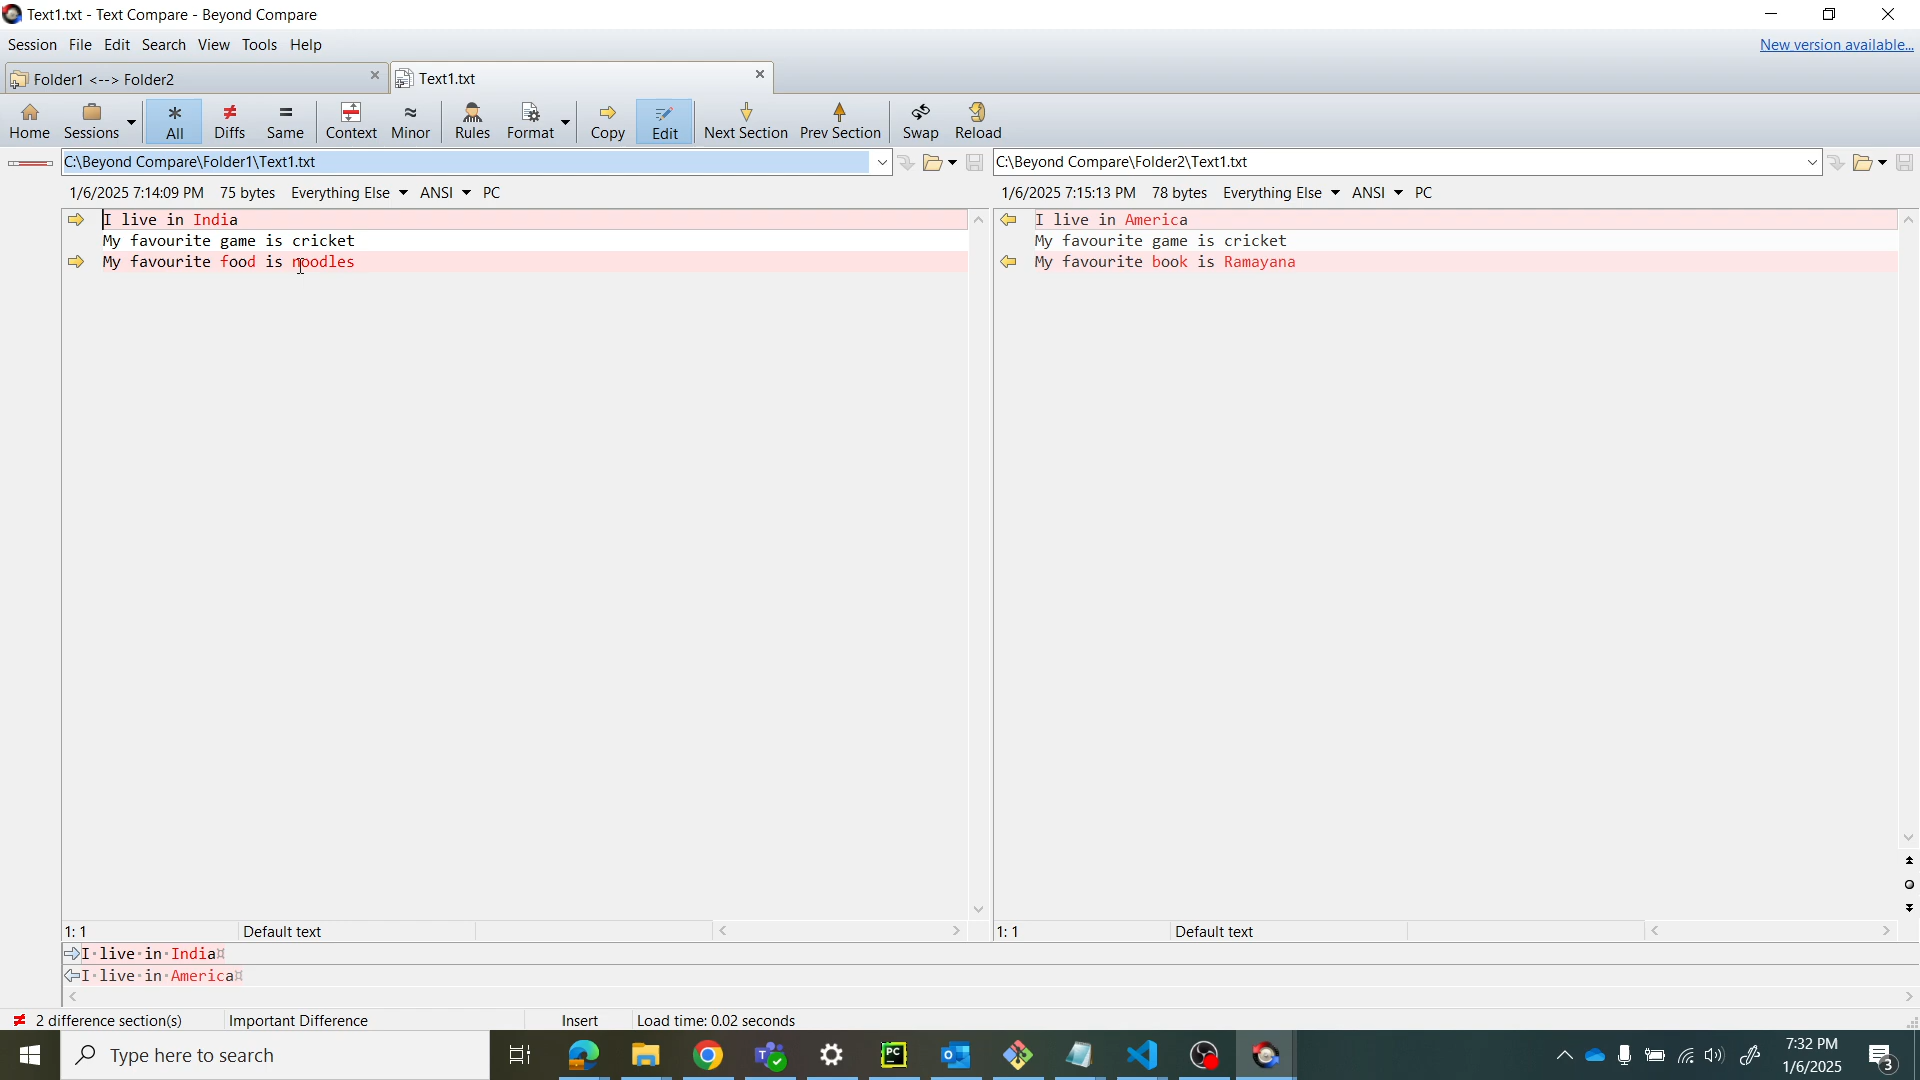 Text1.txt - Text Compare - Beyond Compare
Session File Edit Search View Tools Help New version available...
Folder1 <--> Folder2 Text1.txt
Home Sessions All Diffs Same Context Minor Rules Format Copy Edit Next Section Prev Section Swap Reload
C:\Beyond Compare\Folder1\Text1.txt C:\Beyond Compare\Folder2\Text1.txt
1/6/2025 7:14:09 PM 75 bytes Everything Else ANSI PC 1/6/2025 7:15:13 PM 78 bytes Everything Else ANSI PC
I live in India
My favourite game is cricket
My favourite food is noodles
I live in America
My favourite game is cricket
My favourite book is Ramayana
1: 1 Default text 1: 1 Default text
I·live·in·India¤
I·live·in·America¤
2 difference section(s) Important Difference Insert Load time: 0.02 seconds
Type here to search
PC
7:32 PM
1/6/2025
3